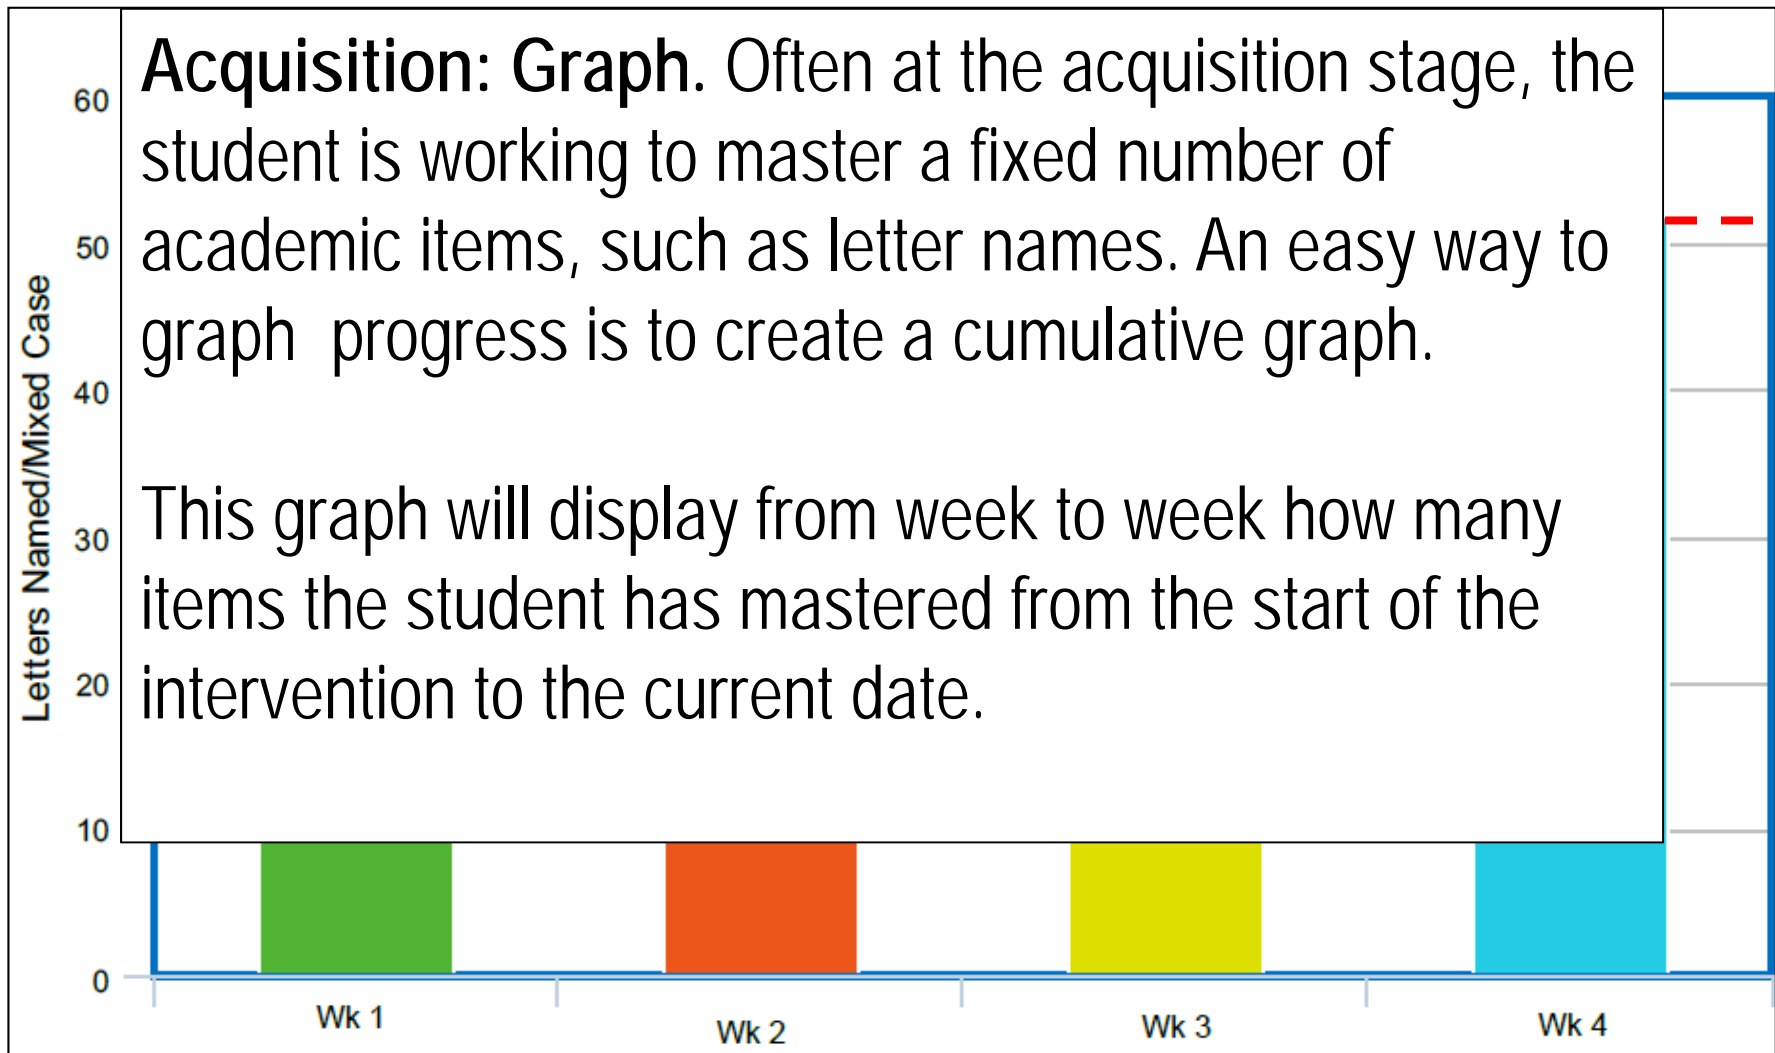 Acquisition: Graph. Often at the acquisition stage, the
student is working to master a fixed number of
academic items, such as letter names. An easy way to
graph progress is to create a cumulative graph.
This graph will display from week to week how many
items the student has mastered from the start of the
intervention to the current date.
Letters Named/Mixed Case
60
50
40
30
20
10
0
Wk 1
Wk 2
Wk 3
Wk 4